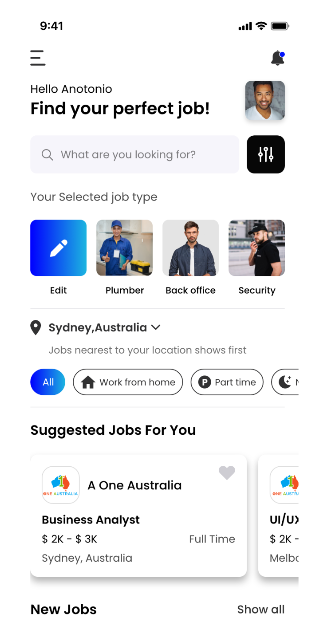 9:41
Hello Anotonio
Find your perfect job!
What are you looking for?
Your Selected job type
Edit
Plumber
Back office
Security
Sydney,Australia
Jobs nearest to your location shows first
All
Work from home
P
Part time
N
Suggested Jobs For You
A One Australia
Business Analyst
$ 2K - $ 3K
Full Time
Sydney, Australia
UI/UX
$ 2K -
Melbo
New Jobs
Show all